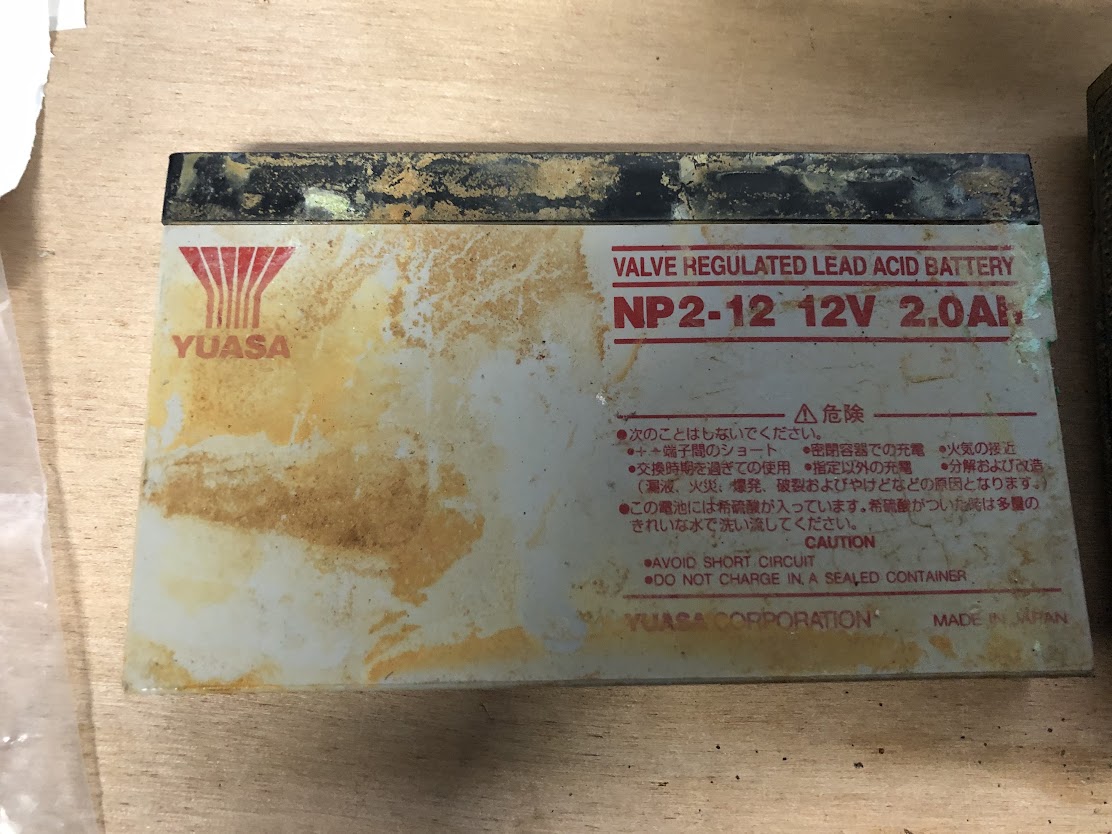 YUASA
VALVE REGULATED LEAD ACID BATTERY
NP2-12 12V 2.0Ah
⚠危険
●次のことはしないでください。
•+ - 端子間のショート •密閉容器での充電 •火気の接近
•交換時期を過ぎての使用 •指定以外の充電 •分解および改造
(漏液、火災、爆発、破裂およびやけどなどの原因となります。)
●この電池には希硫酸が入っています。希硫酸がついた時は多量の
きれいな水で洗い流してください。
CAUTION
●AVOID SHORT CIRCUIT
●DO NOT CHARGE IN A SEALED CONTAINER
YUASA CORPORATION
MADE IN JAPAN